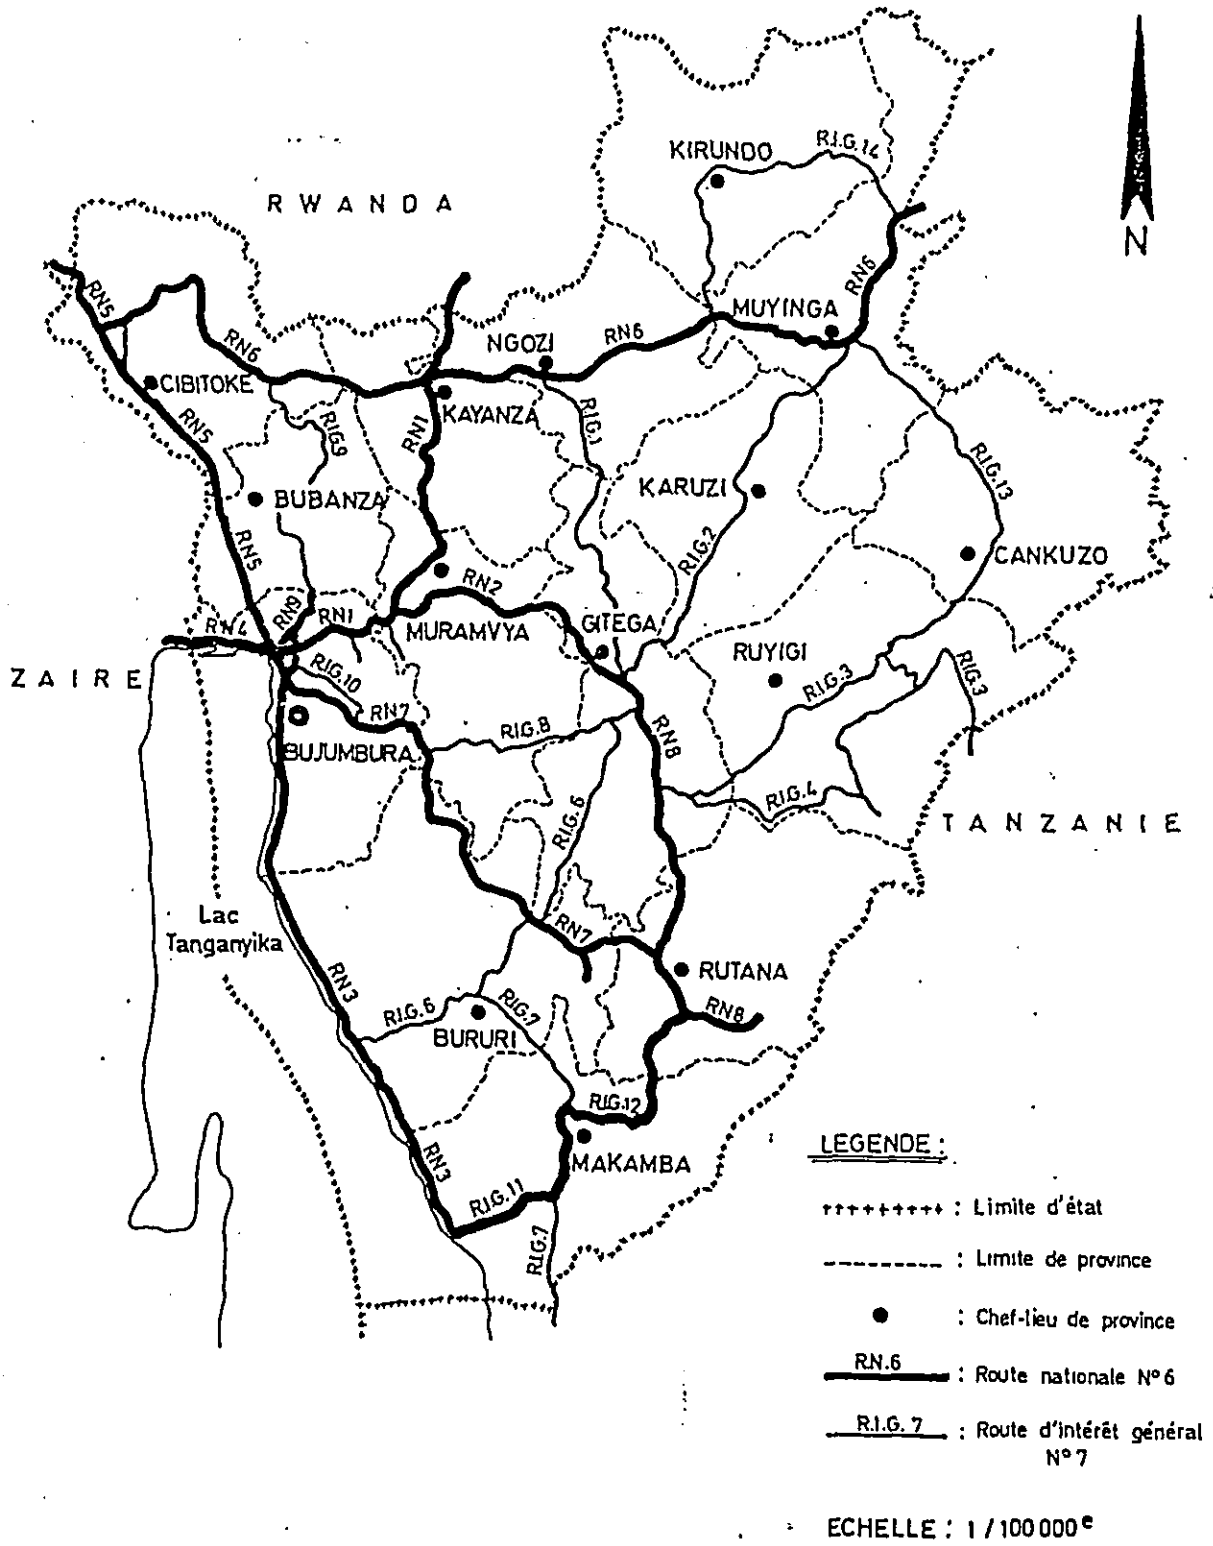 KIRUNDO
R.I.G.14
RWANDA
N
RN5
RN6
MUYINGA
RN6
NGOZI
RN6
RN6
CIBITOKE
KAYANZA
RN5
RIG9
RN1
R.I.G.1
R.I.G.13
BUBANZA
KARUZI
RN5
R.I.G.2
CANKUZO
RN2
RN9
RN1
RN4
MURAMVYA
GITEGA
RUYIGI
ZAIRE
R.I.G.10
R.I.G.3
R.I.G.3
RN7
R.I.G.8
RN8
BUJUMBURA
R.I.G.4
R.I.G.6
TANZANIE
Lac
Tanganyika
RN7
RUTANA
RN3
R.I.G.6
R.I.G.7
RN8
BURURI
R.I.G.12
LEGENDE :
MAKAMBA
RN3
R.I.G.11
R.I.G.7
: Limite d'état
: Limite de province
: Chef-lieu de province
R.N.6 : Route nationale N°6
R.I.G. 7 : Route d'intérêt général
N°7
ECHELLE : 1 / 100 000e